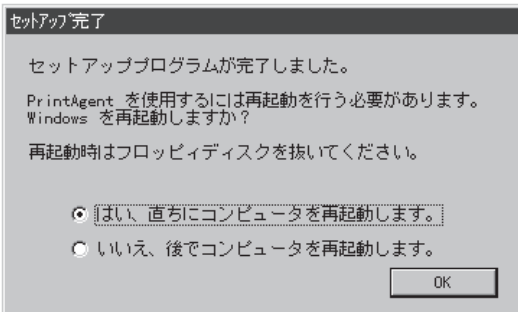 ｾｯﾄｱｯﾌﾟ完了
セットアッププログラムが完了しました。
PrintAgent を使用するには再起動を行う必要があります。
Windows を再起動しますか？
再起動時はフロッピィディスクを抜いてください。
はい、直ちにコンピュータを再起動します。
いいえ、後でコンピュータを再起動します。
OK